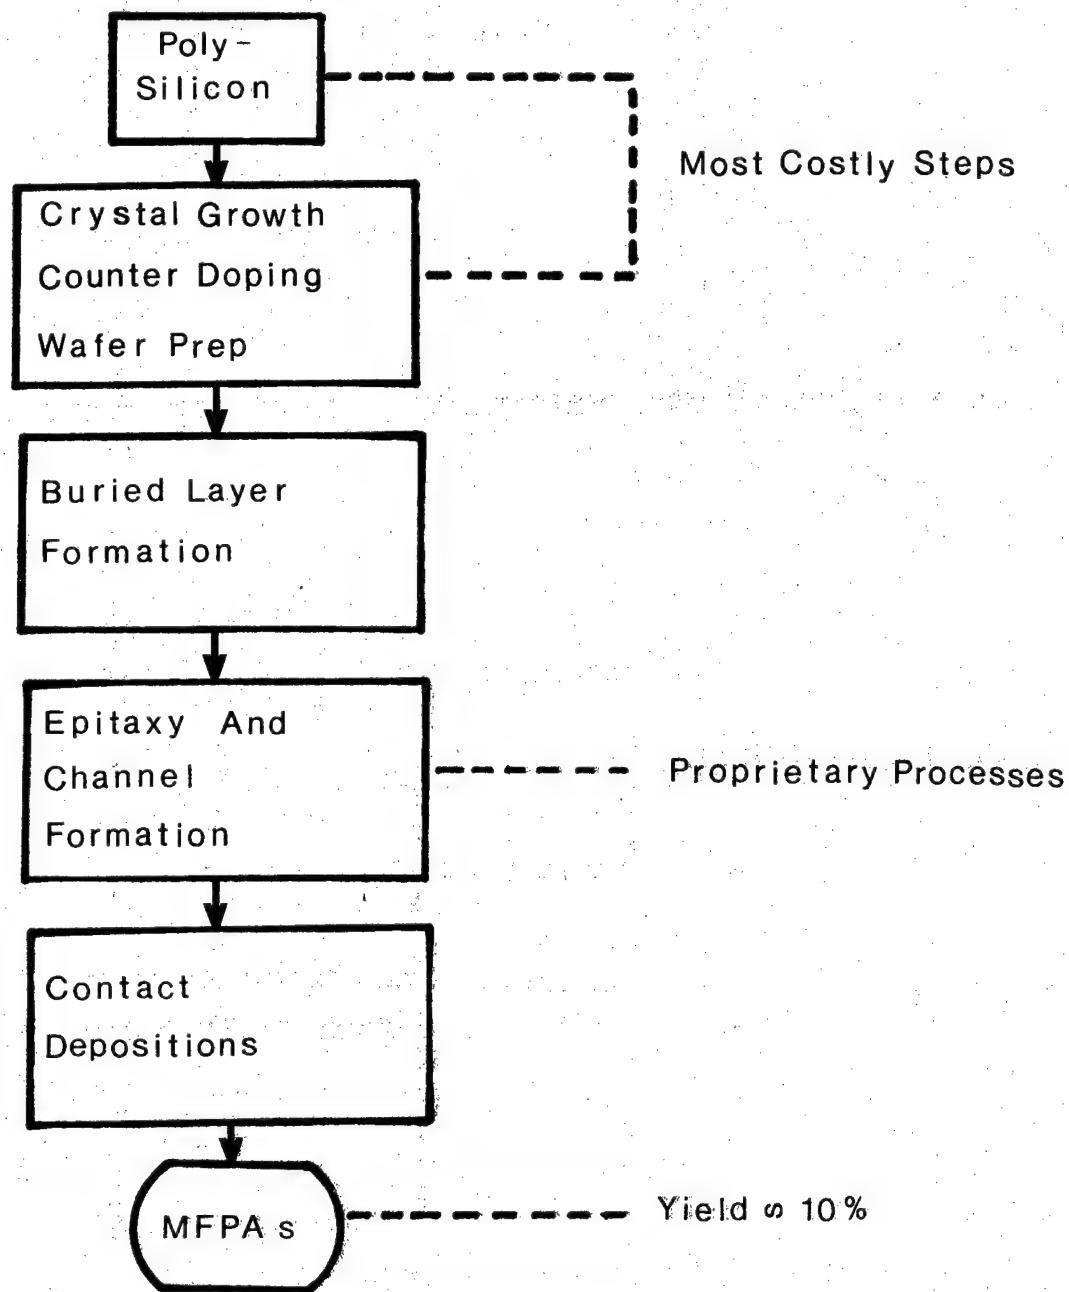 Poly-
Silicon
Most Costly Steps
Crystal Growth
Counter Doping
Wafer Prep
Buried Layer
Formation
Epitaxy And
Channel
Formation
Proprietary Processes
Contact
Depositions
MFPAs
Yield ∽ 10%